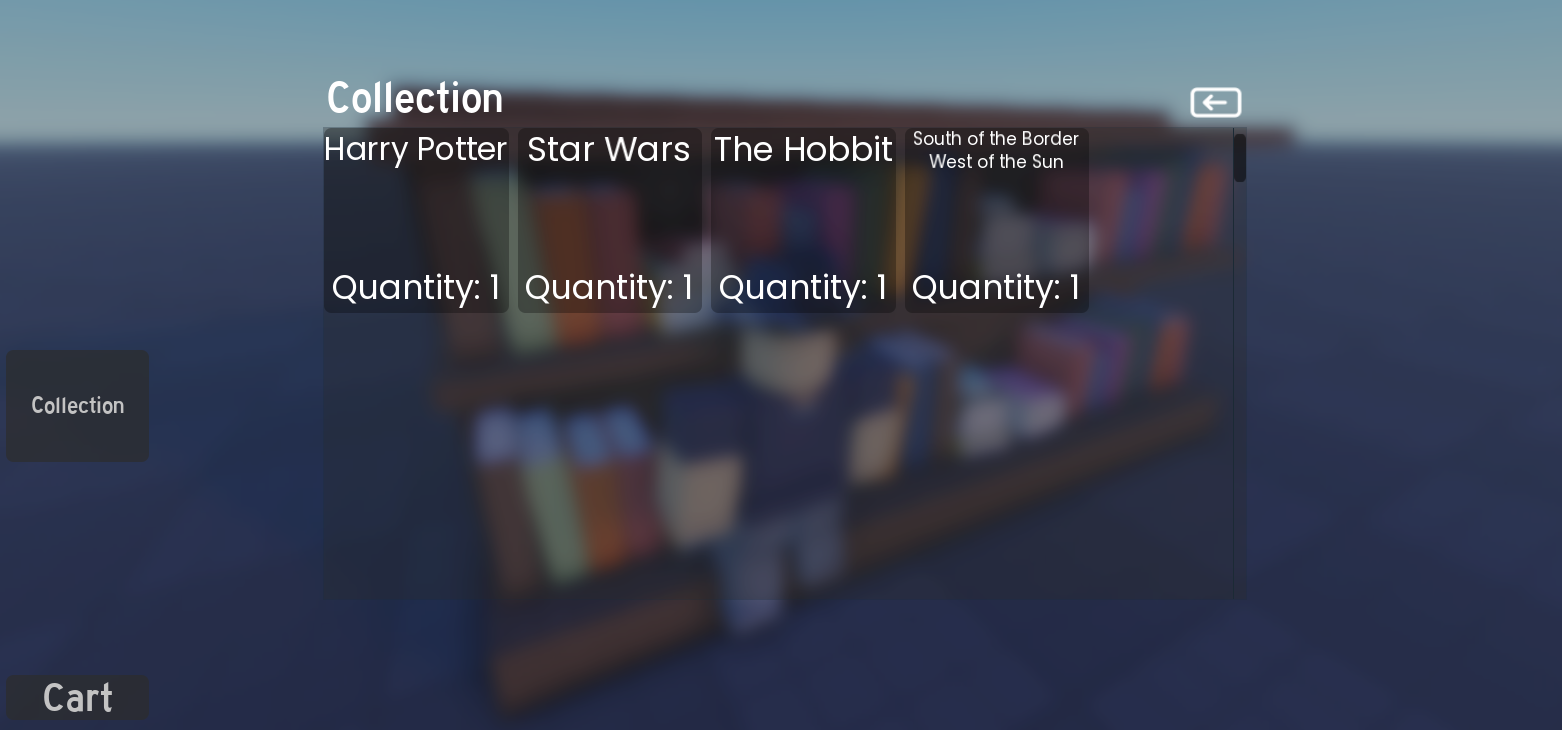 Collection
Harry Potter
Star Wars
The Hobbit
South of the Border
West of the Sun
Quantity: 1
Quantity: 1
Quantity: 1
Quantity: 1
Collection
Cart